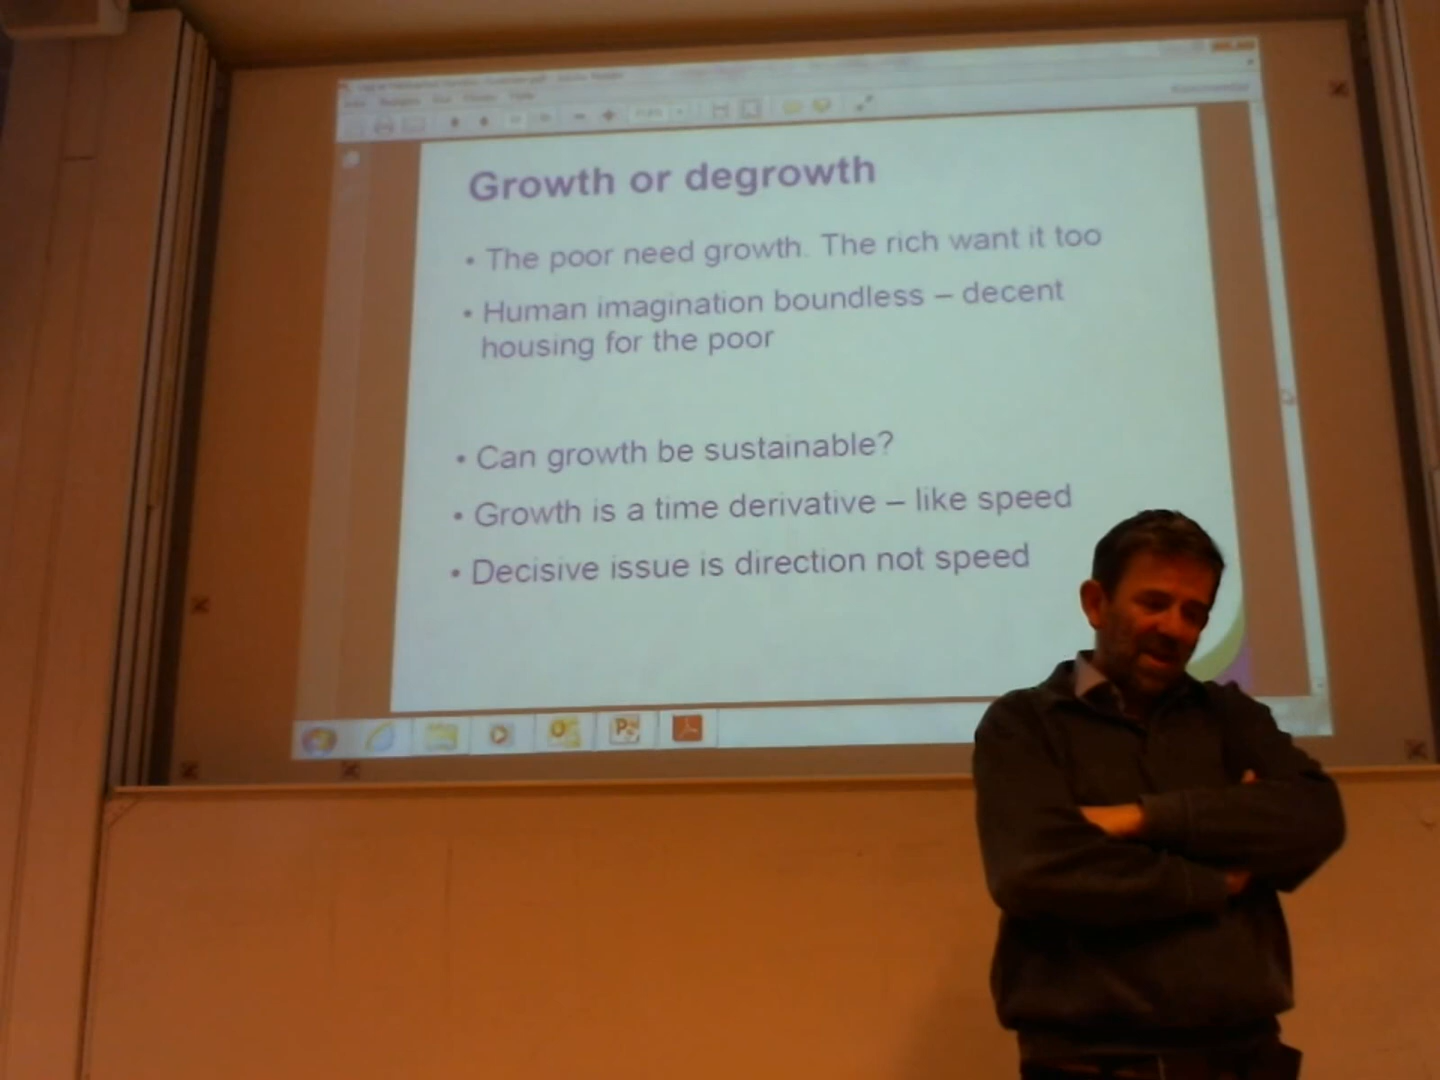 Growth or degrowth
• The poor need growth. The rich want it too
• Human imagination boundless – decent
housing for the poor
• Can growth be sustainable?
• Growth is a time derivative – like speed
• Decisive issue is direction not speed